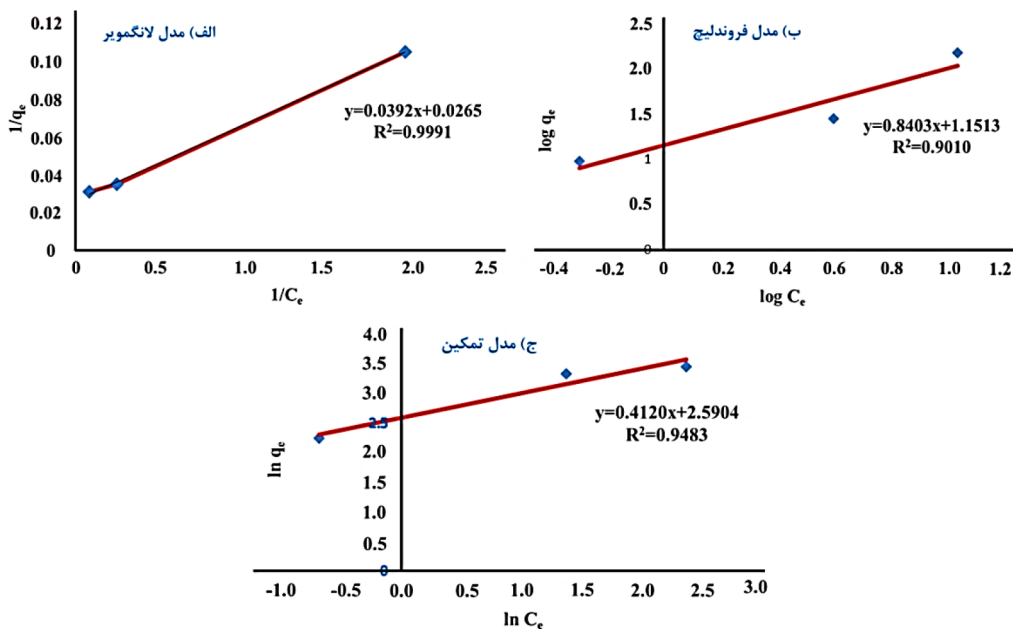 الف) مدل لانگمویر
0.12
0.10
0.08
0.06
0.04
0.02
0
1/qe
y=0.0392x+0.0265
R²=0.9991
0 0.5 1.0 1.5 2.0 2.5
1/Ce
ب) مدل فروندلیچ
2.5
2.0
1.5
1
0.5
0
log qe
y=0.8403x+1.1513
R²=0.9010
-0.4 -0.2 0 0.2 0.4 0.6 0.8 1.0 1.2
log Ce
ج) مدل تمکین
4.0
3.5
3.0
2.5
2.0
1.5
1.0
0.5
0
ln qe
y=0.4120x+2.5904
R²=0.9483
-1.0 -0.5 0.0 0.5 1.0 1.5 2.0 2.5 3.0
ln Ce